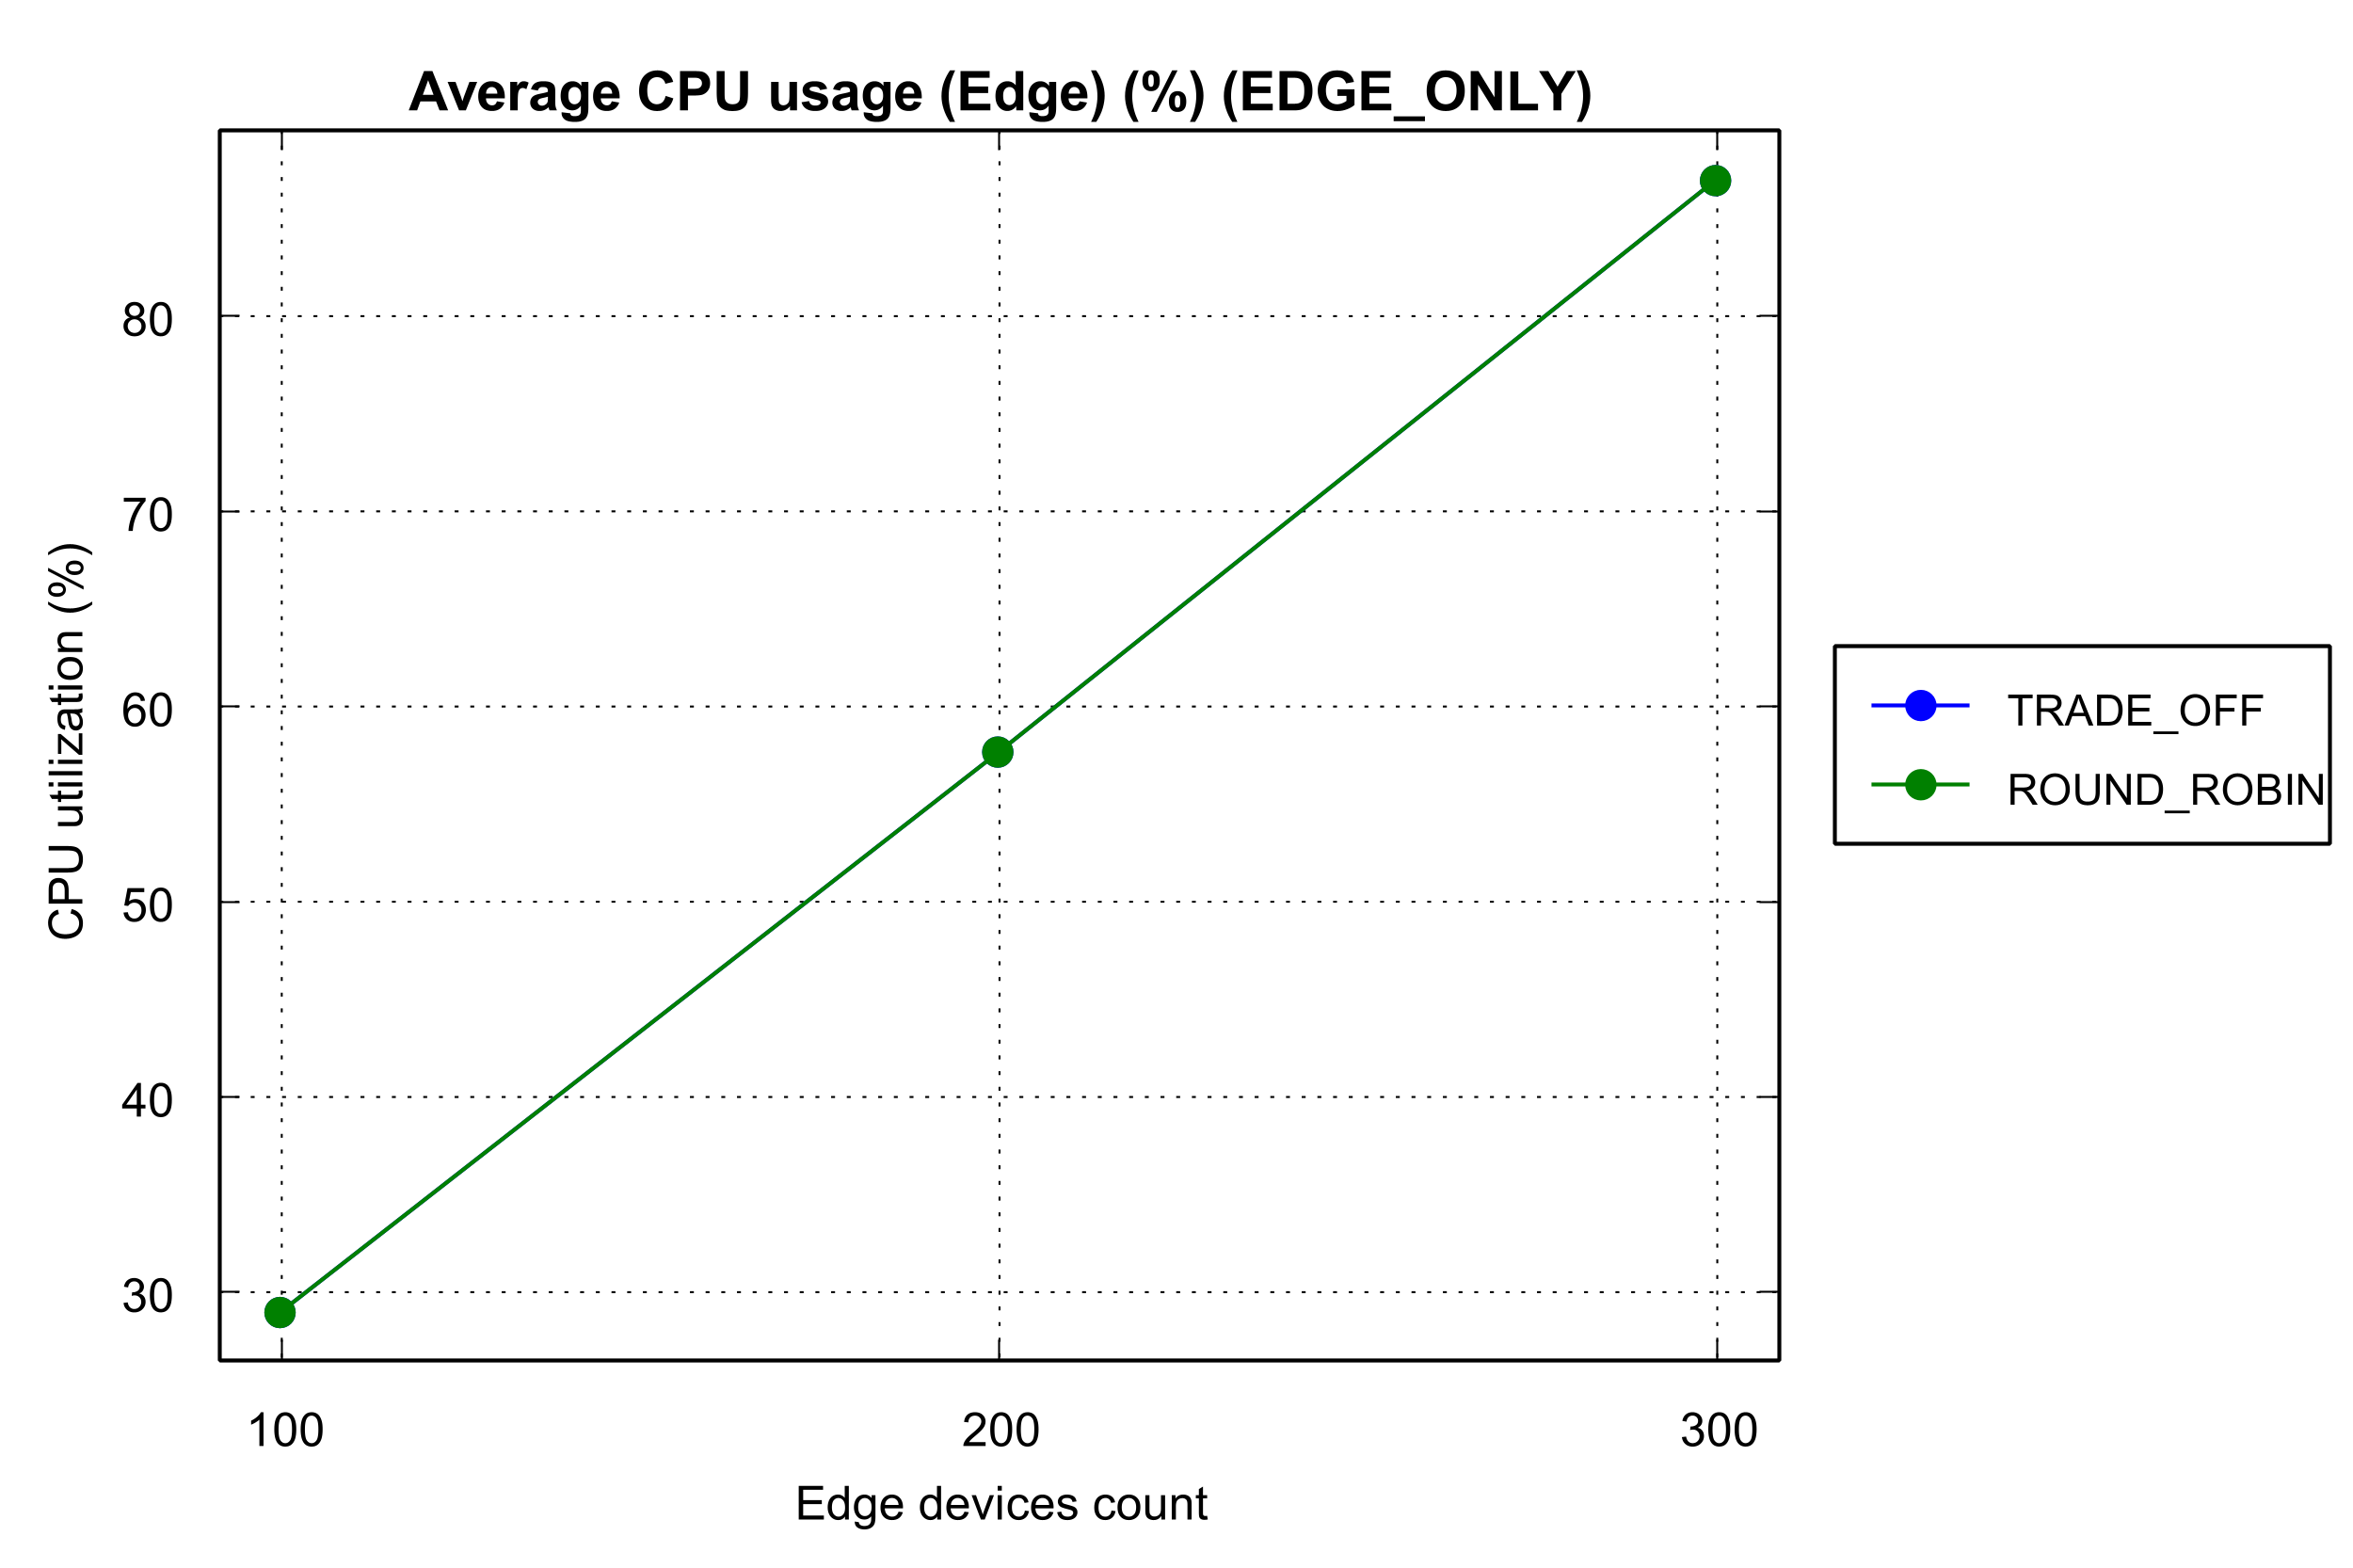 Average CPU usage (Edge) (%) (EDGE_ONLY)
80
70
60
50
40
30
CPU utilization (%)
100 200 300
Edge devices count
TRADE_OFF
ROUND_ROBIN